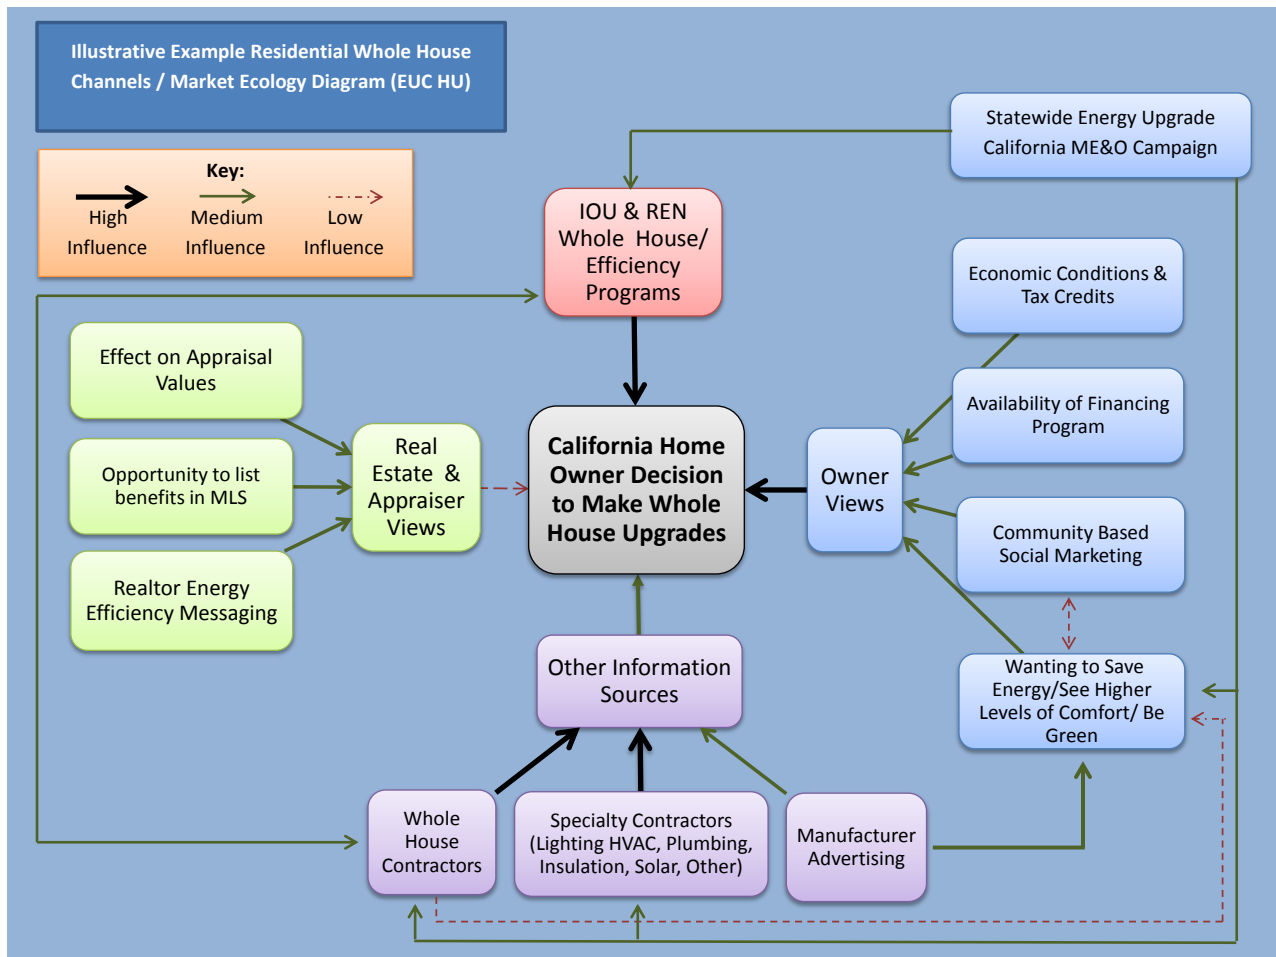 Illustrative Example Residential Whole House
Channels / Market Ecology Diagram (EUC HU)
Statewide Energy Upgrade
California ME&O Campaign
Key:
High
Influence
Medium
Influence
Low
Influence
IOU & REN
Whole House/
Efficiency
Programs
Economic Conditions &
Tax Credits
Effect on Appraisal
Values
Availability of Financing
Program
Real
Estate &
Appraiser
Views
California Home
Owner Decision
to Make Whole
House Upgrades
Owner
Views
Opportunity to list
benefits in MLS
Community Based
Social Marketing
Realtor Energy
Efficiency Messaging
Other Information
Sources
Wanting to Save
Energy/See Higher
Levels of Comfort/ Be
Green
Whole
House
Contractors
Specialty Contractors
(Lighting HVAC, Plumbing,
Insulation, Solar, Other)
Manufacturer
Advertising